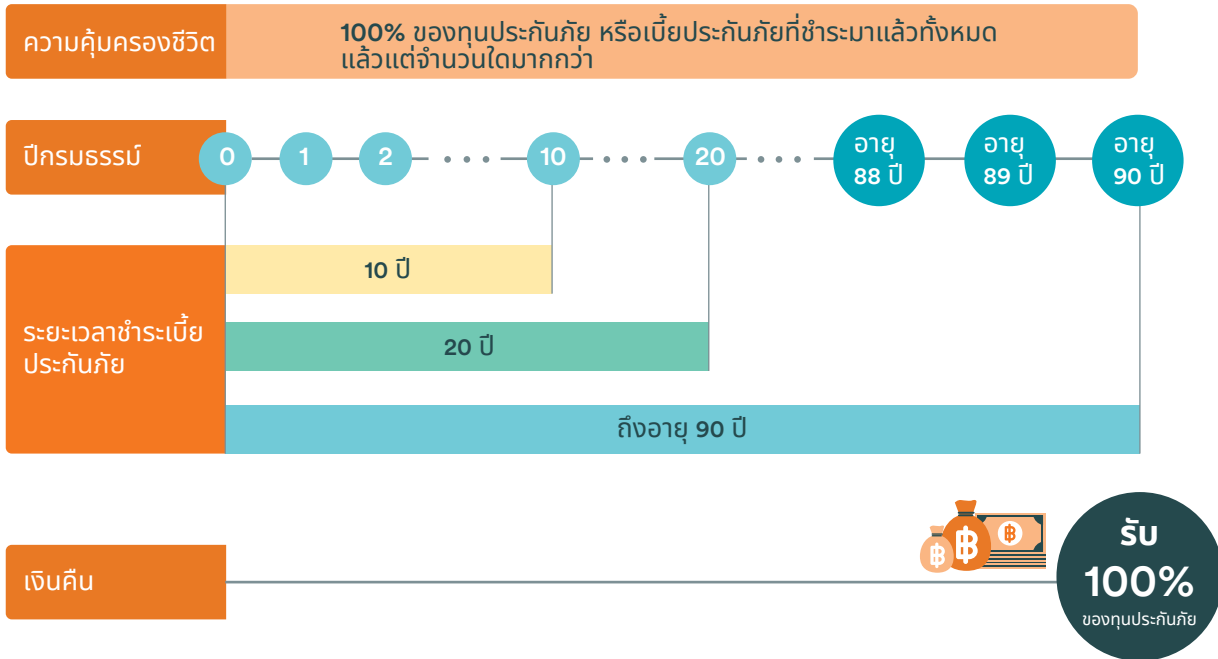 ความคุ้มครองชีวิต
100% ของทุนประกันภัย หรือเบี้ยประกันภัยที่ชำระมาแล้วทั้งหมด
แล้วแต่จำนวนใดมากกว่า
ปีกรมธรรม์
0
1
2
10
20
อายุ
88 ปี
อายุ
89 ปี
อายุ
90 ปี
ระยะเวลาชำระเบี้ย
ประกันภัย
10 ปี
20 ปี
ถึงอายุ 90 ปี
เงินคืน
฿
฿
฿
รับ
100%
ของทุนประกันภัย